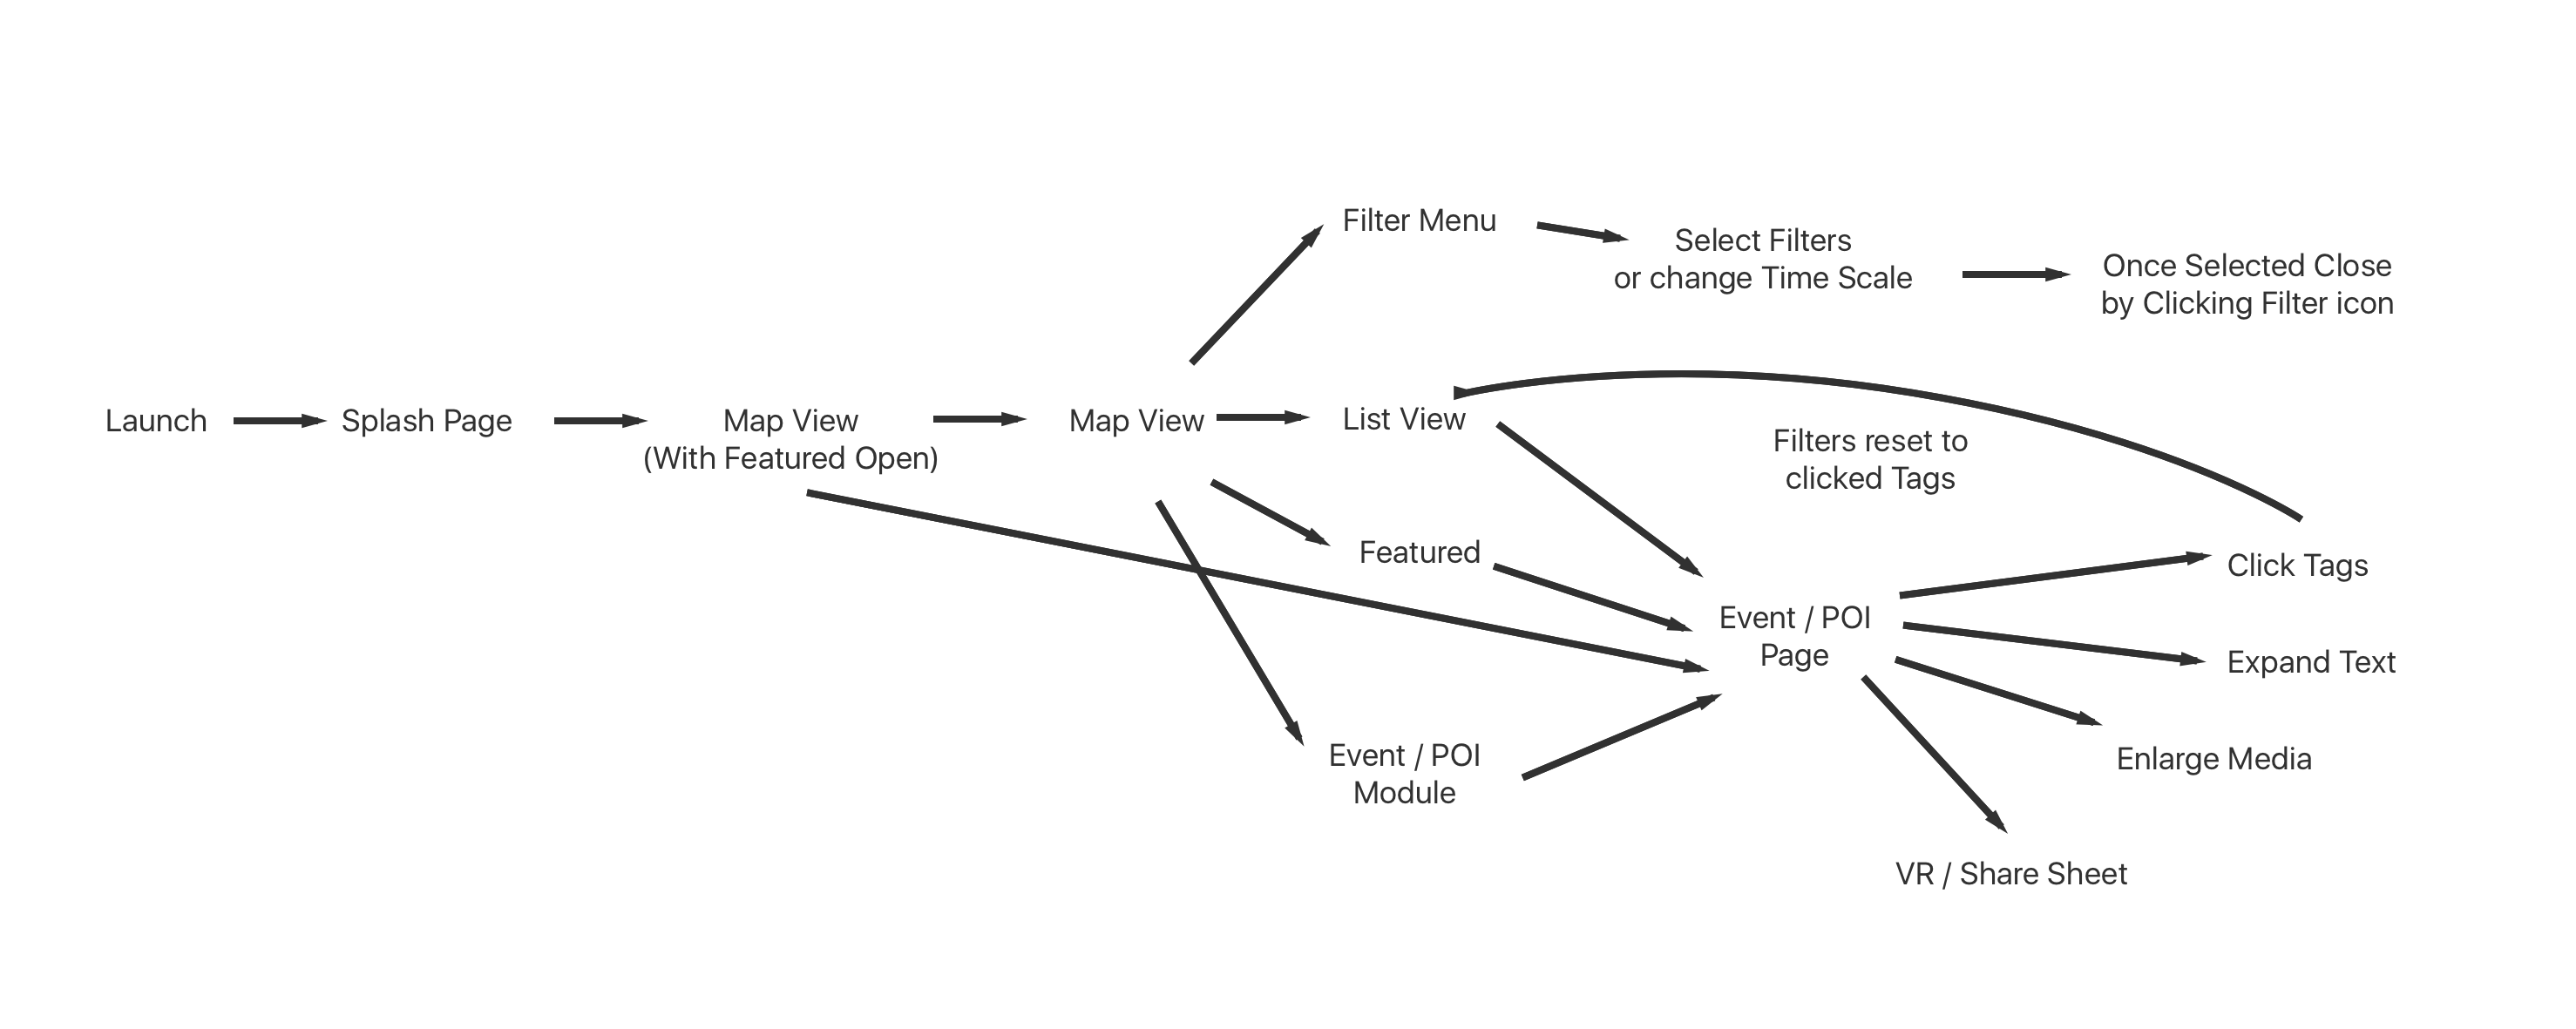 Filter Menu
Select Filters
or change Time Scale
Once Selected Close
by Clicking Filter icon
Launch
Splash Page
Map View
(With Featured Open)
Map View
List View
Filters reset to
clicked Tags
Featured
Event / POI
Page
Click Tags
Expand Text
Enlarge Media
Event / POI
Module
VR / Share Sheet